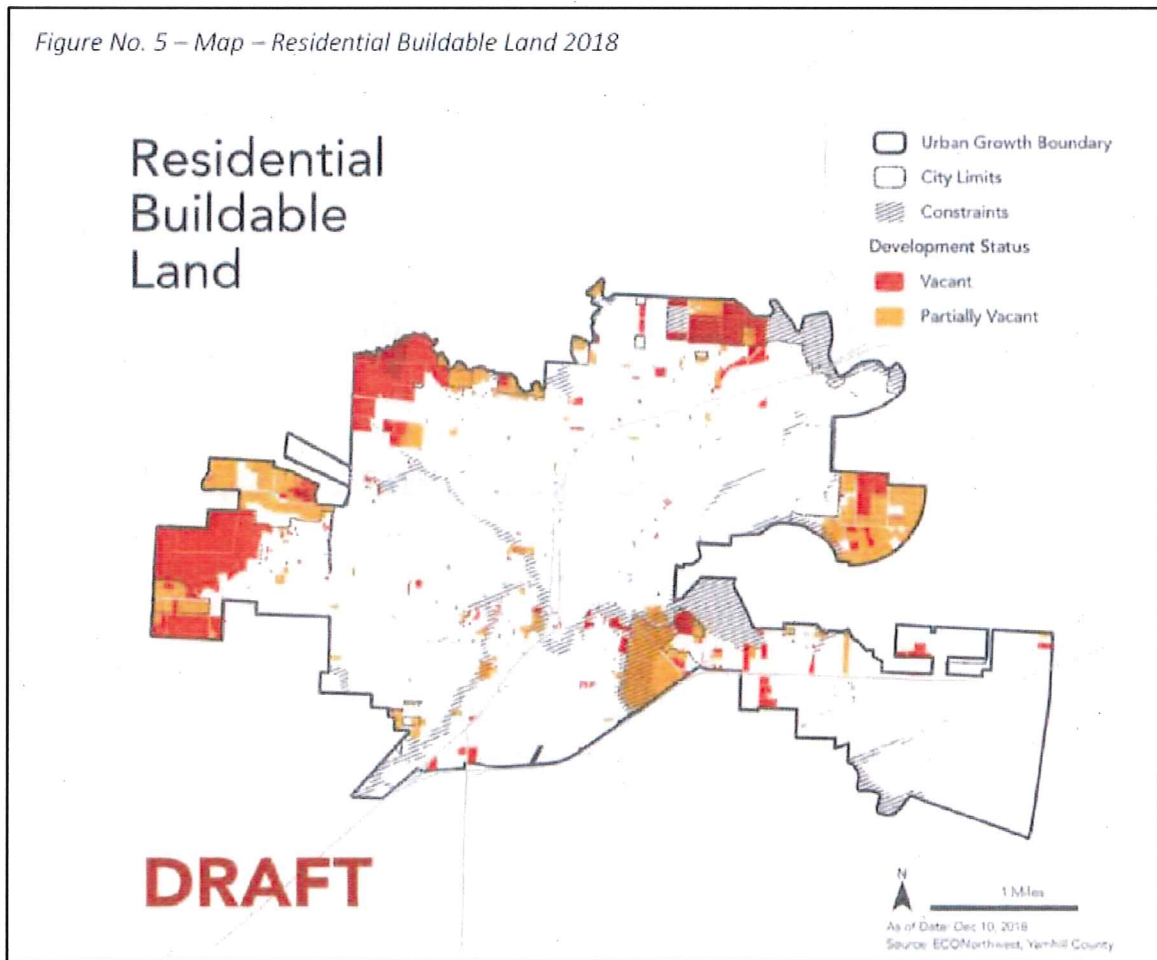 Figure No. 5 – Map – Residential Buildable Land 2018
Residential
Buildable
Land
Urban Growth Boundary
City Limits
Constraints
Development Status
Vacant
Partially Vacant
DRAFT
N
1 Miles
As of Date: Dec 10, 2018
Source: ECONorthwest, Yamhill County